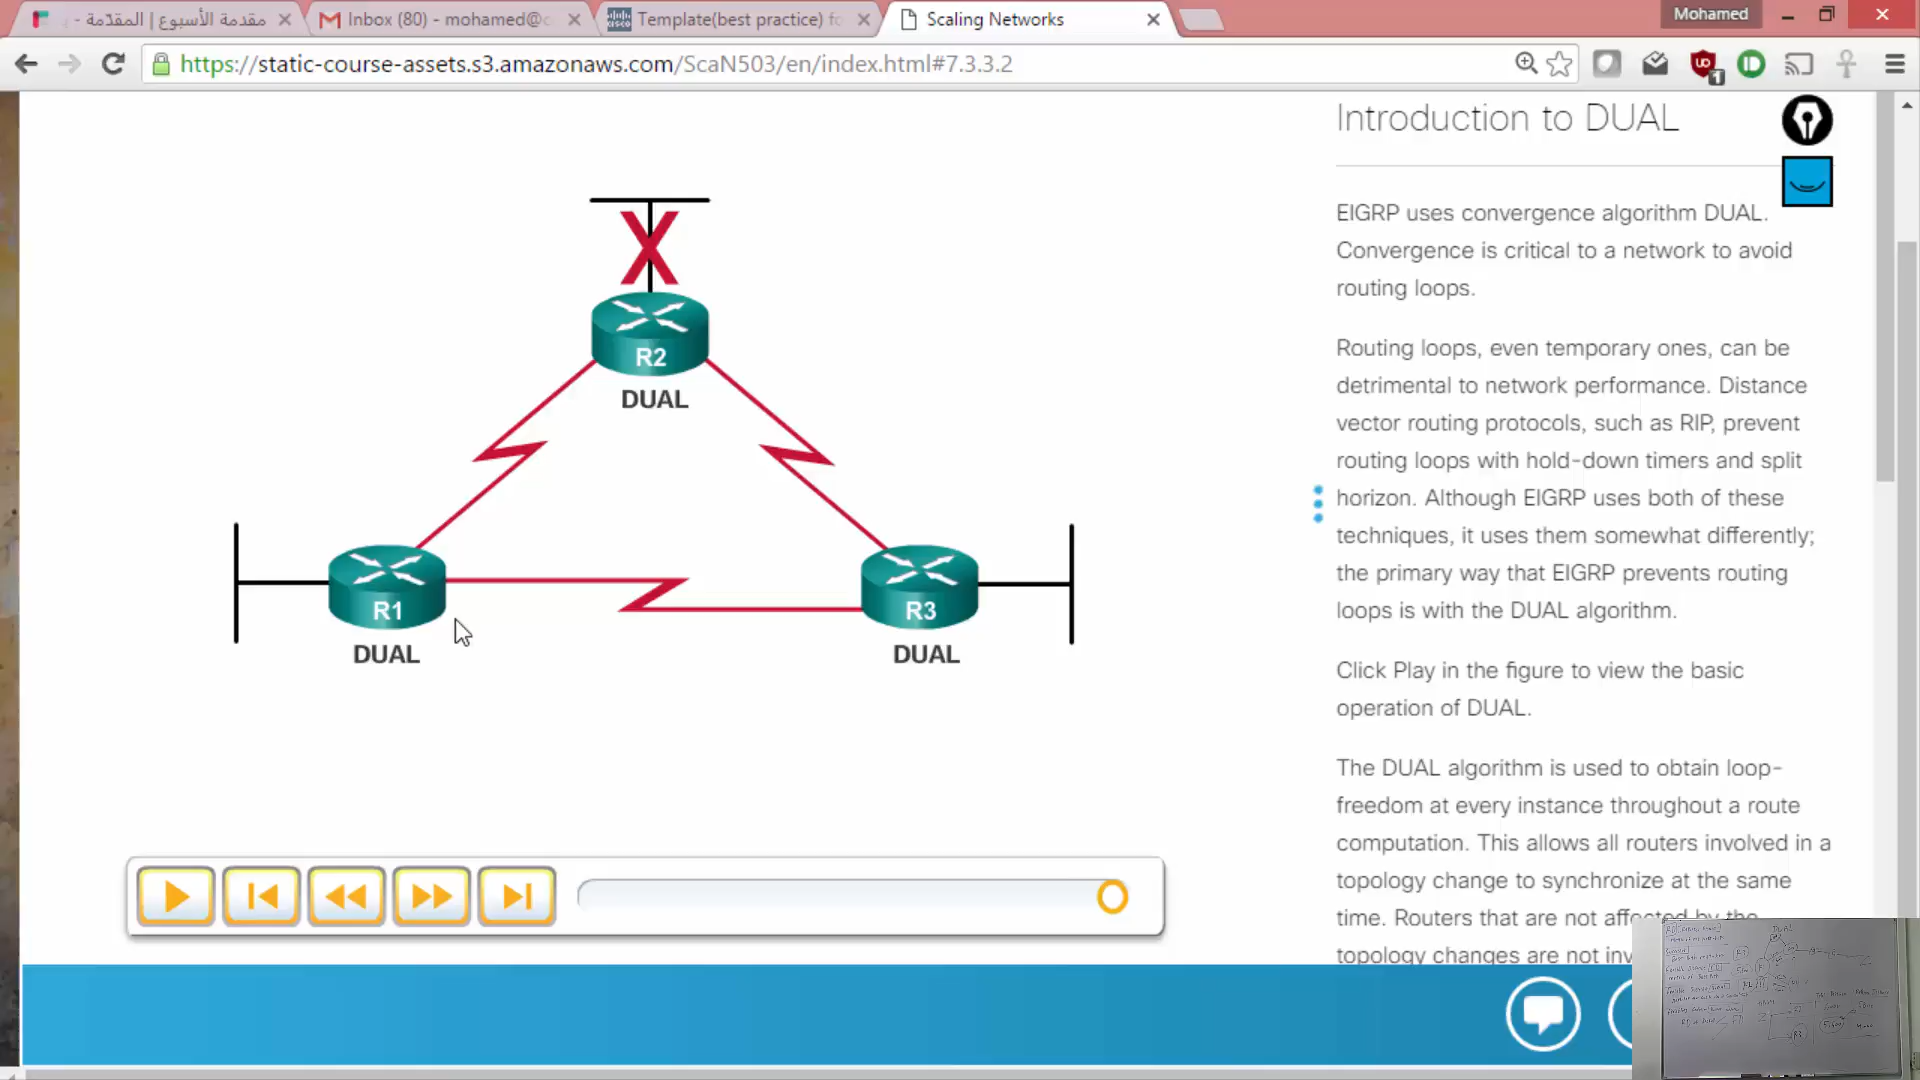 مقدمة الأسبوع | المقدّمة -
Inbox (80) - mohamed@
Template(best practice) fo
Scaling Networks
Mohamed
https://static-course-assets.s3.amazonaws.com/ScaN503/en/index.html#7.3.3.2
Introduction to DUAL
EIGRP uses convergence algorithm DUAL.
Convergence is critical to a network to avoid
routing loops.
Routing loops, even temporary ones, can be
detrimental to network performance. Distance
vector routing protocols, such as RIP, prevent
routing loops with hold-down timers and split
horizon. Although EIGRP uses both of these
techniques, it uses them somewhat differently;
the primary way that EIGRP prevents routing
loops is with the DUAL algorithm.
Click Play in the figure to view the basic
operation of DUAL.
The DUAL algorithm is used to obtain loop-
freedom at every instance throughout a route
computation. This allows all routers involved in a
topology change to synchronize at the same
time. Routers that are not affected by the
topology changes are not inv
X
R2
DUAL
R1
DUAL
R3
DUAL
DUAL